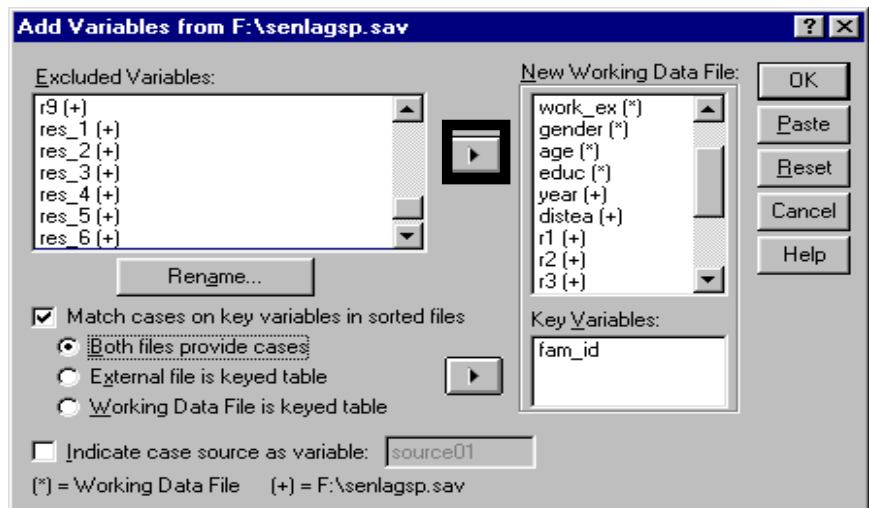 Add Variables from F:\senlagsp.sav
Excluded Variables:
r9 (+)
res_1 (+)
res_2 (+)
res_3 (+)
res_4 (+)
res_5 (+)
res_6 (+)
Rename...
New Working Data File:
work_ex (*)
gender (*)
age (*)
educ (*)
year (+)
distea (+)
r1 (+)
r2 (+)
r3 (+)
OK
Paste
Reset
Cancel
Help
Match cases on key variables in sorted files
Both files provide cases
External file is keyed table
Working Data File is keyed table
Key Variables:
fam_id
Indicate case source as variable: source01
(*) = Working Data File (+) = F:\senlagsp.sav